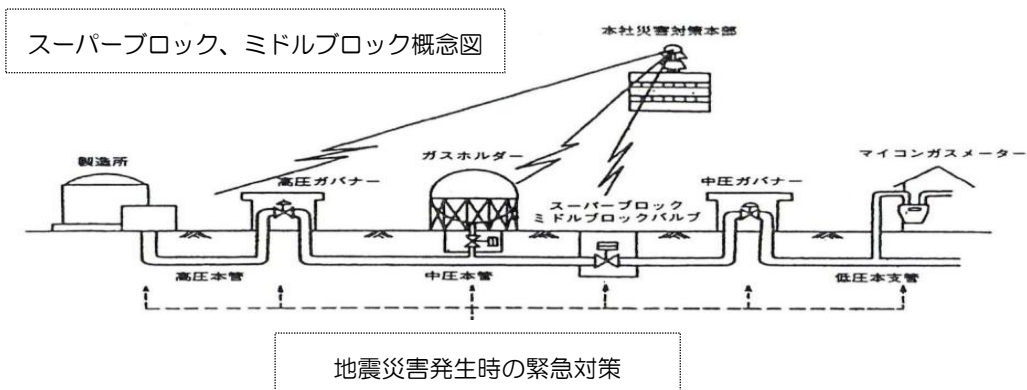 スーパーブロック、ミドルブロック概念図
本社災害対策本部
製造所
ガスホルダー
マイコンガスメーター
高圧ガバナー
中圧ガバナー
スーパーブロック
ミドルブロックバルブ
高圧本管
中圧本管
低圧本支管
地震災害発生時の緊急対策